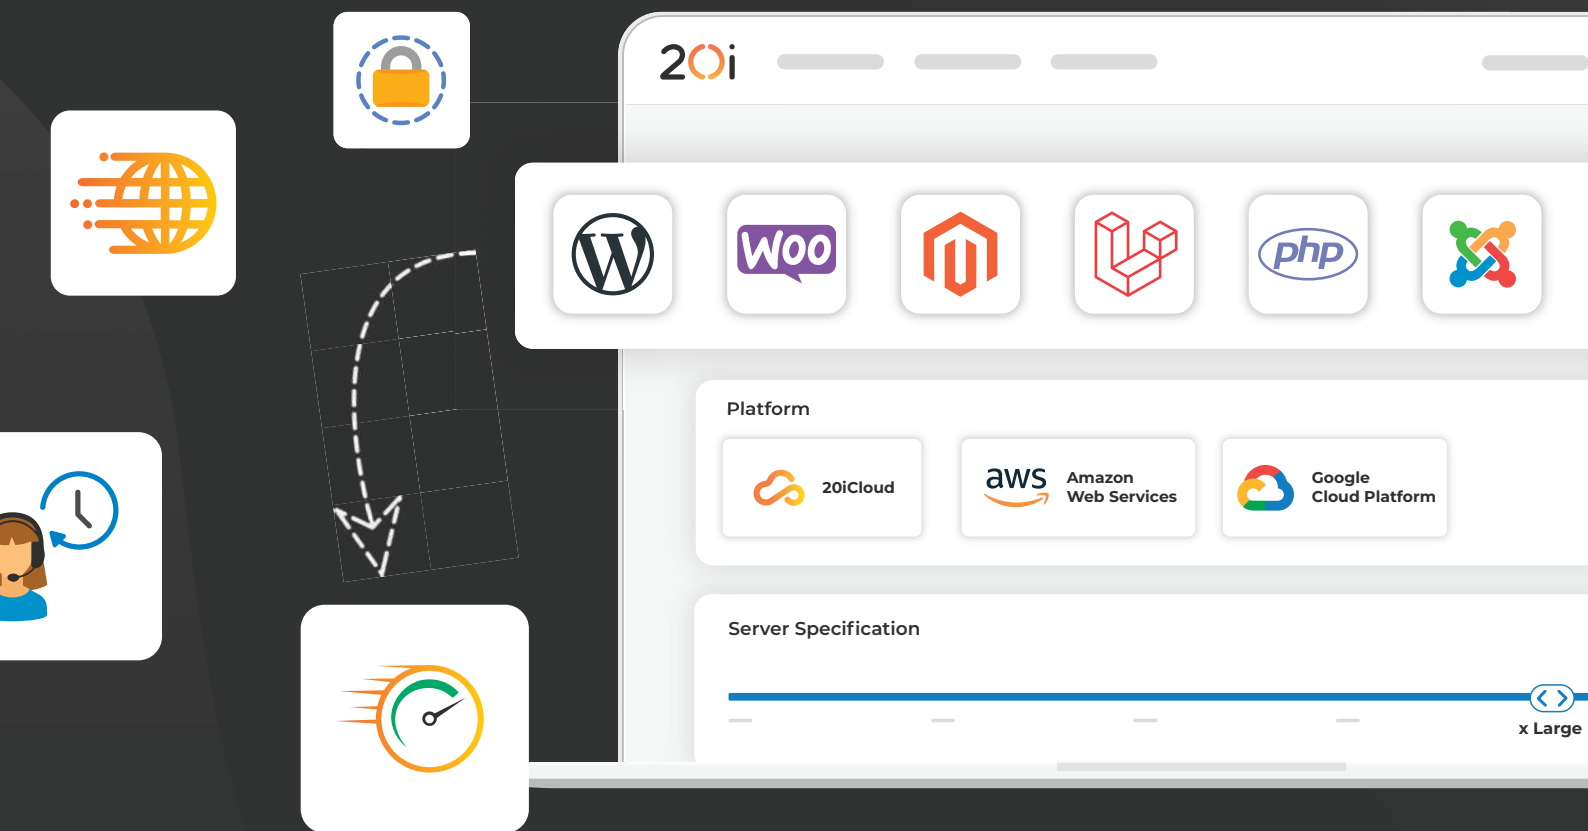 20i
W
WOO
php
Platform
20iCloud
aws
Amazon
Web Services
Google
Cloud Platform
Server Specification
x Large